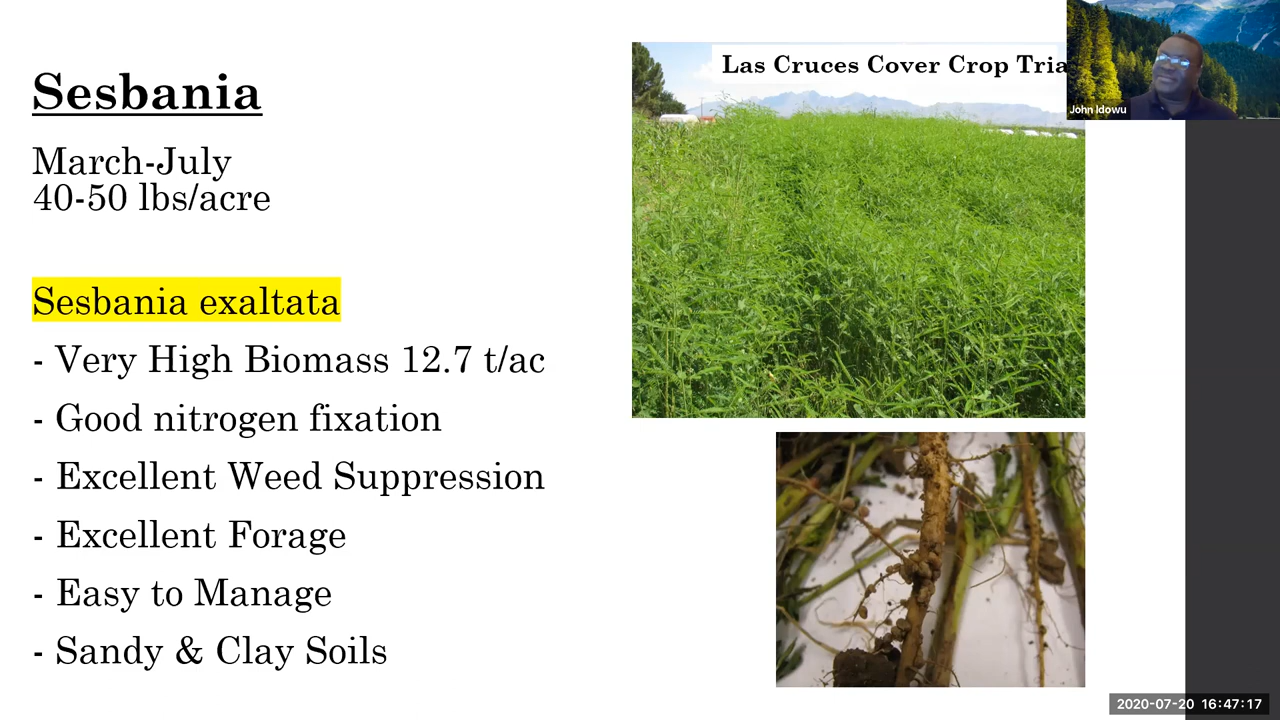 Sesbania
March-July
40-50 lbs/acre
Sesbania exaltata
- Very High Biomass 12.7 t/ac
- Good nitrogen fixation
- Excellent Weed Suppression
- Excellent Forage
- Easy to Manage
- Sandy & Clay Soils
Las Cruces Cover Crop Tria
John Idowu
2020-07-20 16:47:17